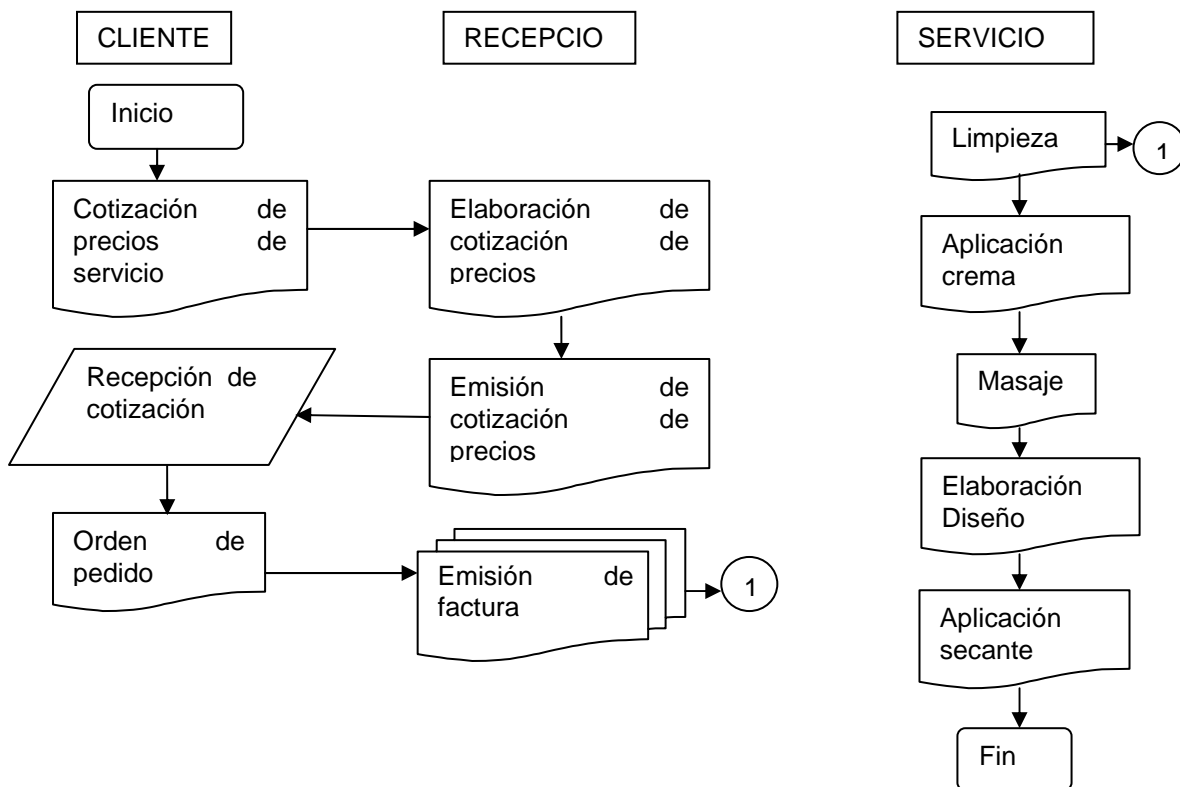 CLIENTE
RECEPCIO
SERVICIO
Inicio
Cotización de
precios de
servicio
Elaboración de
cotización de
precios
Recepción de
cotización
Emisión de
cotización de
precios
Orden de
pedido
Emisión de
factura
1
Limpieza
1
Aplicación
crema
Masaje
Elaboración
Diseño
Aplicación
secante
Fin